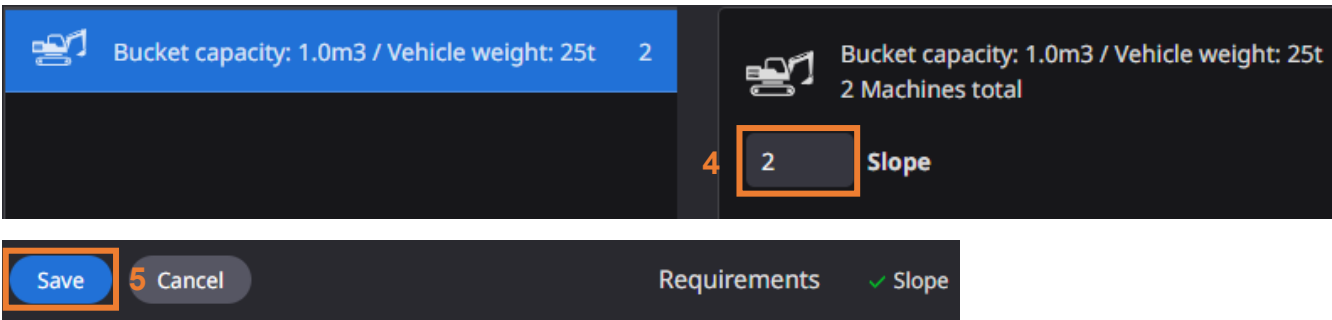 Bucket capacity: 1.0m3 / Vehicle weight: 25t 2
Bucket capacity: 1.0m3 / Vehicle weight: 25t
2 Machines total
4 2 Slope
Save 5 Cancel Requirements ✓ Slope